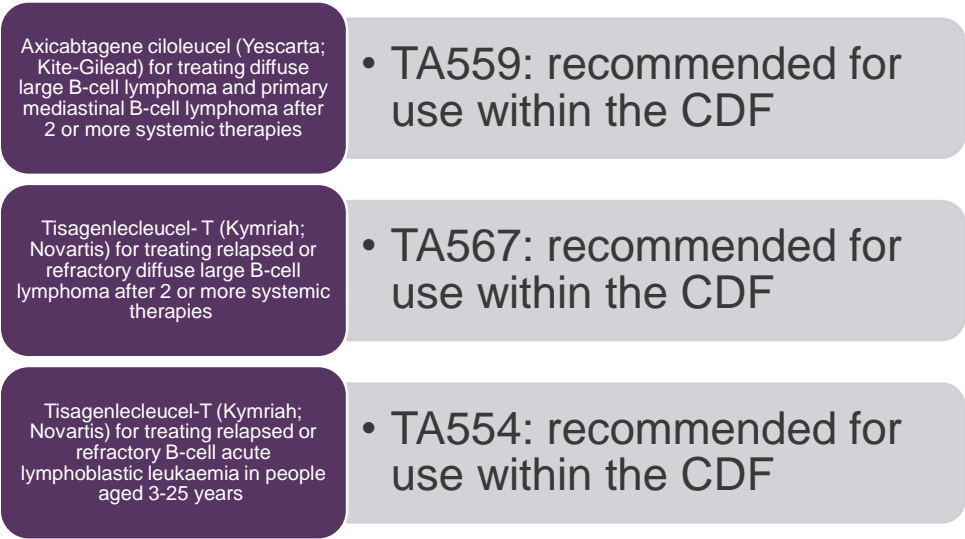 Axicabtagene ciloleucel (Yescarta;
Kite-Gilead) for treating diffuse
large B-cell lymphoma and primary
mediastinal B-cell lymphoma after
2 or more systemic therapies
• TA559: recommended for
use within the CDF
Tisagenlecleucel- T (Kymriah;
Novartis) for treating relapsed or
refractory diffuse large B-cell
lymphoma after 2 or more systemic
therapies
• TA567: recommended for
use within the CDF
Tisagenlecleucel-T (Kymriah;
Novartis) for treating relapsed or
refractory B-cell acute
lymphoblastic leukaemia in people
aged 3-25 years
• TA554: recommended for
use within the CDF